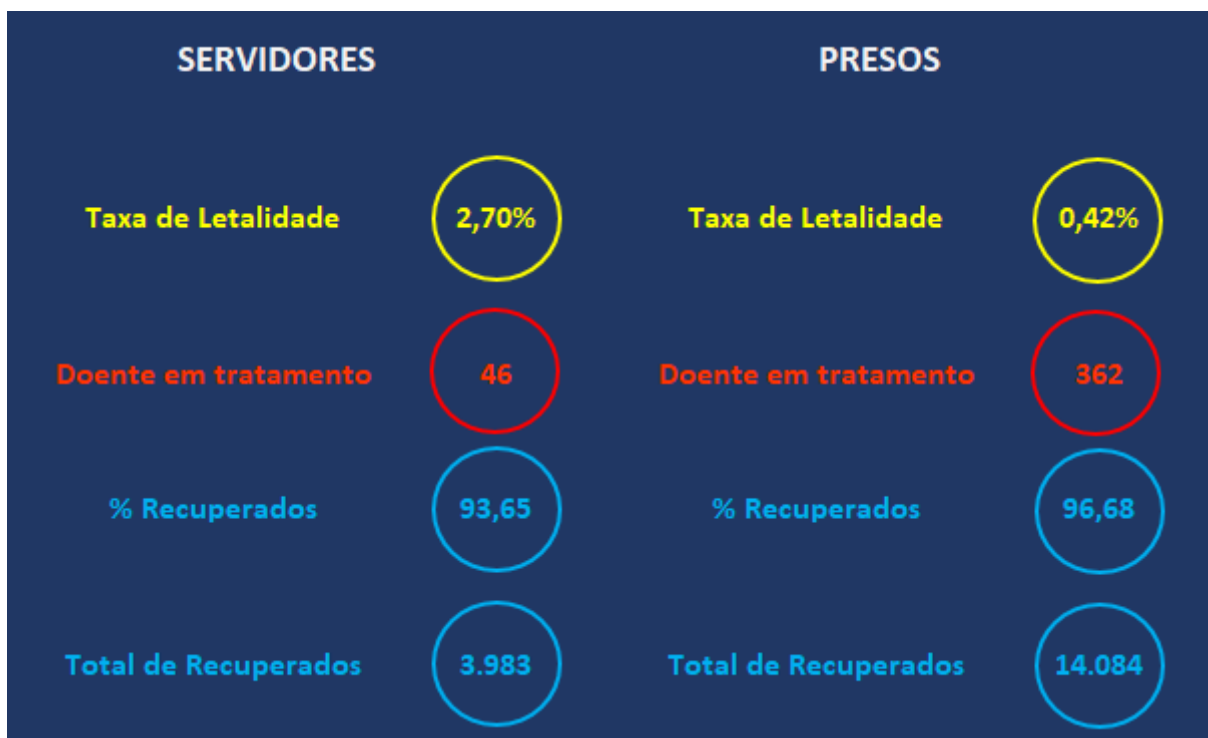 SERVIDORES
Taxa de Letalidade 2,70%
Doente em tratamento 46
% Recuperados 93,65
Total de Recuperados 3.983
PRESOS
Taxa de Letalidade 0,42%
Doente em tratamento 362
% Recuperados 96,68
Total de Recuperados 14.084